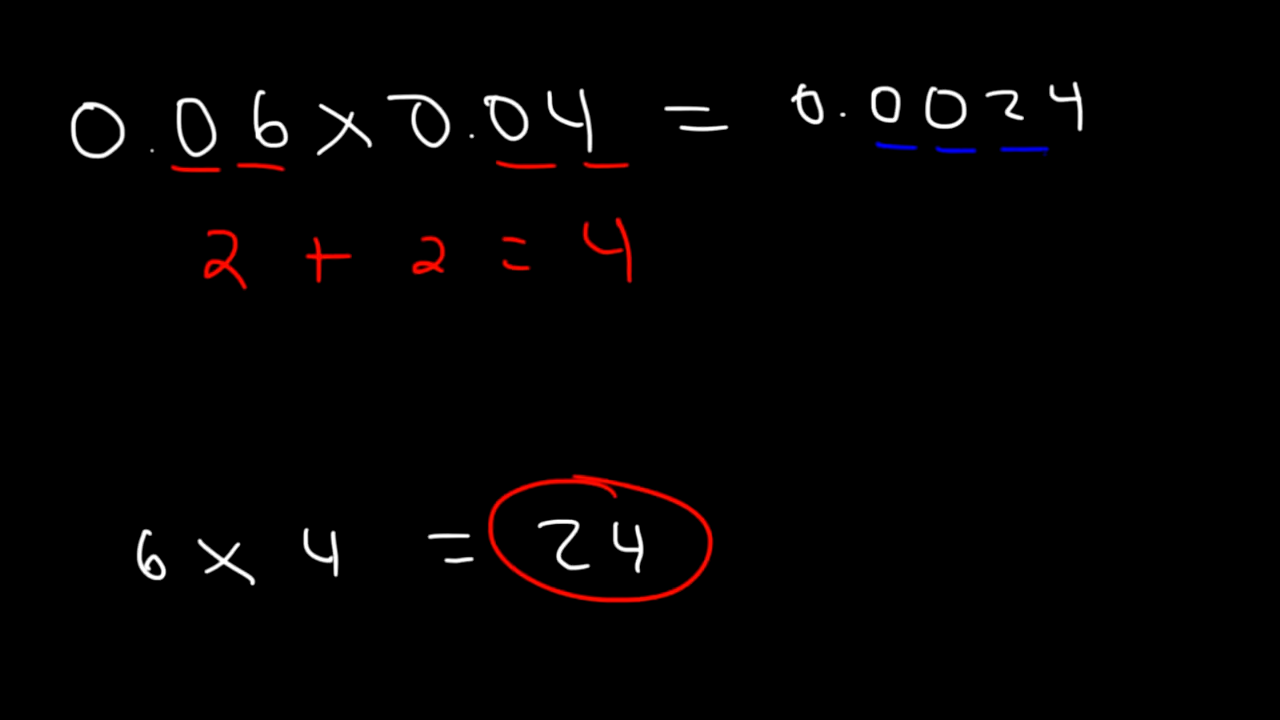 0.06 × 0.04 = 0.0024
2 + 2 = 4
6 × 4 = 24